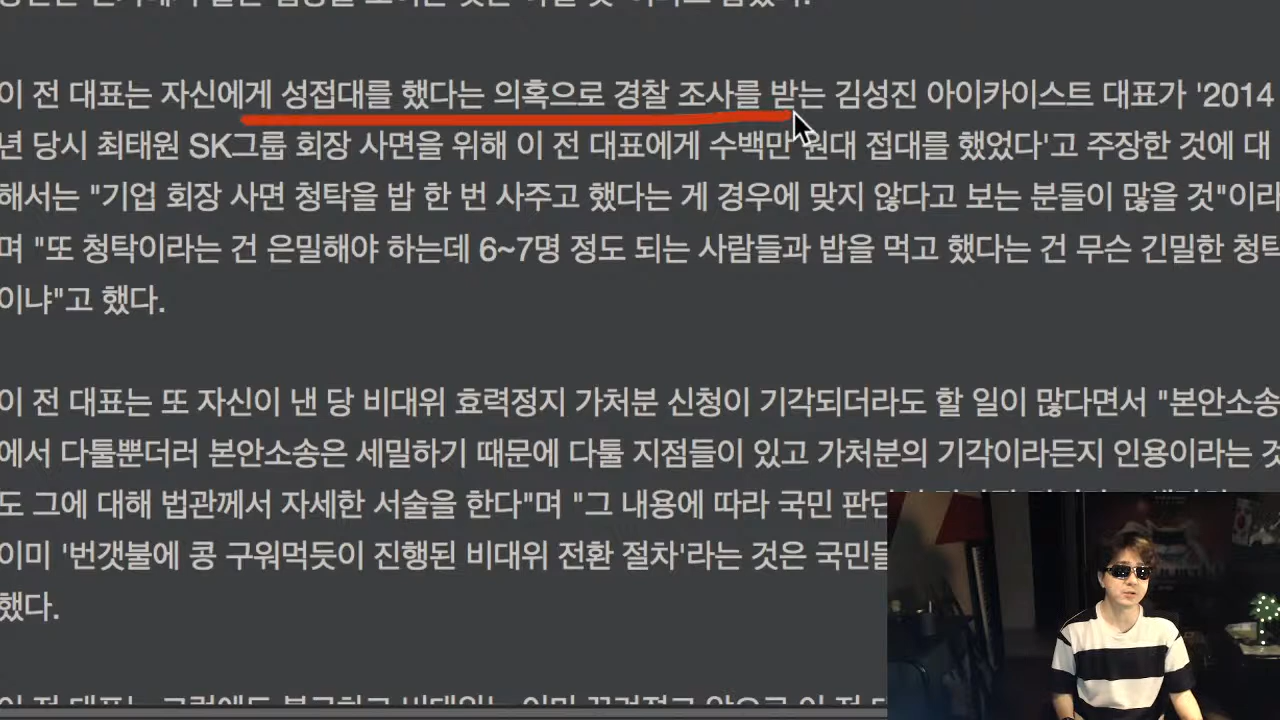 이 전 대표는 자신에게 성접대를 했다는 의혹으로 경찰 조사를 받는 김성진 아이카이스트 대표가 '2014
년 당시 최태원 SK그룹 회장 사면을 위해 이 전 대표에게 수백만 원대 접대를 했었다'고 주장한 것에 대
해서는 "기업 회장 사면 청탁을 밥 한 번 사주고 했다는 게 경우에 맞지 않다고 보는 분들이 많을 것"이라
며 "또 청탁이라는 건 은밀해야 하는데 6~7명 정도 되는 사람들과 밥을 먹고 했다는 건 무슨 긴밀한 청탁
이냐"고 했다.
이 전 대표는 또 자신이 낸 당 비대위 효력정지 가처분 신청이 기각되더라도 할 일이 많다면서 "본안소송
에서 다툴뿐더러 본안소송은 세밀하기 때문에 다툴 지점들이 있고 가처분의 기각이라든지 인용이라는 것
도 그에 대해 법관께서 자세한 서술을 한다"며 "그 내용에 따라 국민
이미 '번갯불에 콩 구워먹듯이 진행된 비대위 전환 절차'라는 것은
했다.